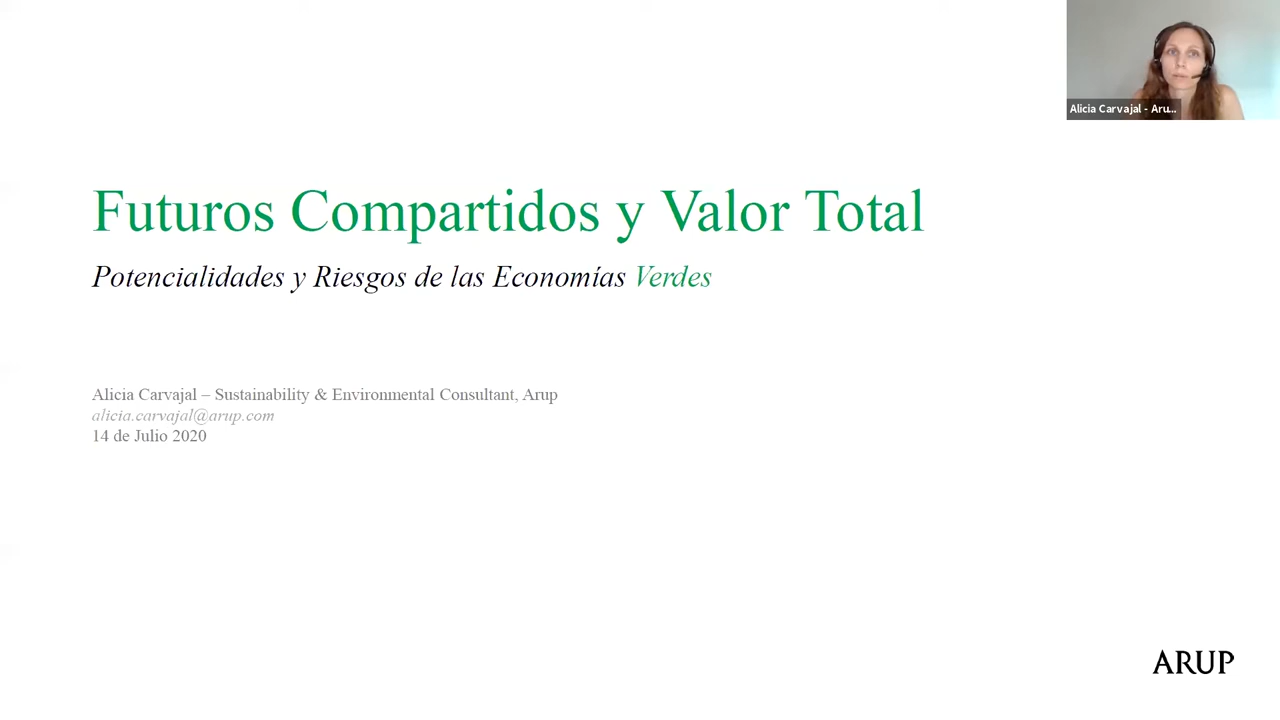 Alicia Carvajal - Aru...
Futuros Compartidos y Valor Total
Potencialidades y Riesgos de las Economías Verdes
Alicia Carvajal – Sustainability & Environmental Consultant, Arup
alicia.carvajal@arup.com
14 de Julio 2020
ARUP